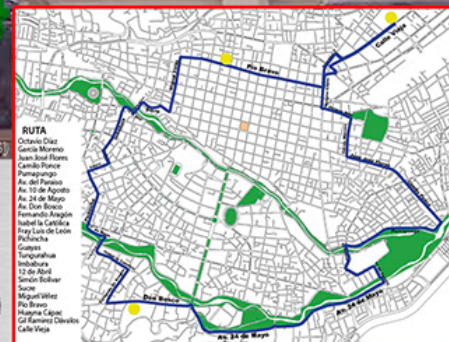 RUTA
Octavio Díaz
García Moreno
Juan José Flores
Camilo Ponce
Pumapungo
Av. del Paraíso
Av. 10 de Agosto
Av. 24 de Mayo
Av. Don Bosco
Fernando Aragón
Isabel la Católica
Fray Luis de León
Pichincha
Guayas
Tungurahua
Imbabura
12 de Abril
Simón Bolívar
Sucre
Miguel Vélez
Pío Bravo
Huayna Cápac
Gil Ramírez Dávalos
Calle Vieja
Calle Vieja
Pío Bravo
Don Bosco
Av. 24 de Mayo
Av. 24 de Mayo